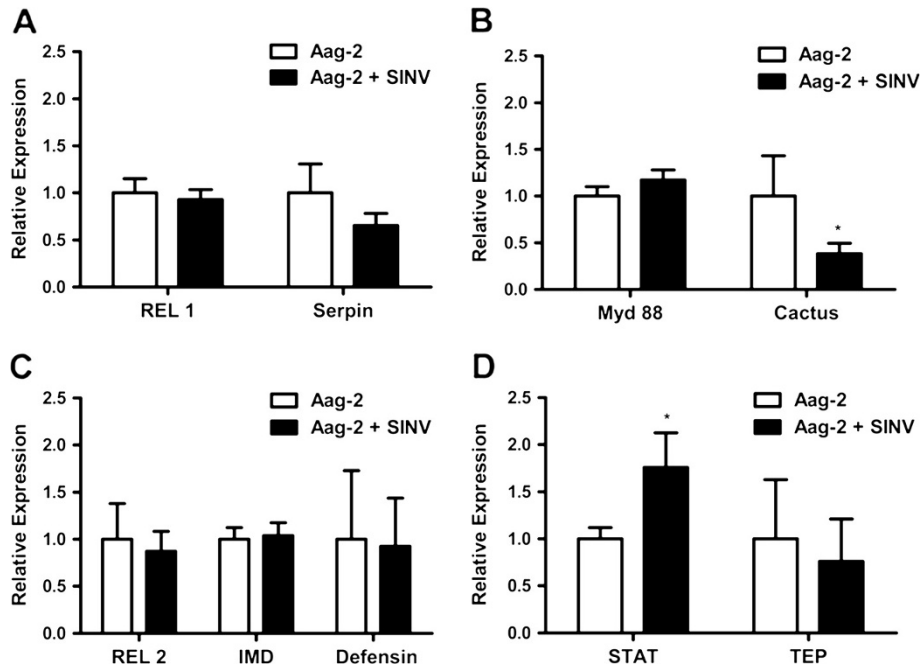 A
Aag-2
Aag-2 + SINV
Relative Expression
2.5
2.0
1.5
1.0
0.5
0.0
REL 1 Serpin
B
Aag-2
Aag-2 + SINV
Relative Expression
2.5
2.0
1.5
1.0
0.5
0.0
*
Myd 88 Cactus
C
Aag-2
Aag-2 + SINV
Relative Expression
2.5
2.0
1.5
1.0
0.5
0.0
REL 2 IMD Defensin
D
Aag-2
Aag-2 + SINV
Relative Expression
2.5
2.0
1.5
1.0
0.5
0.0
*
STAT TEP